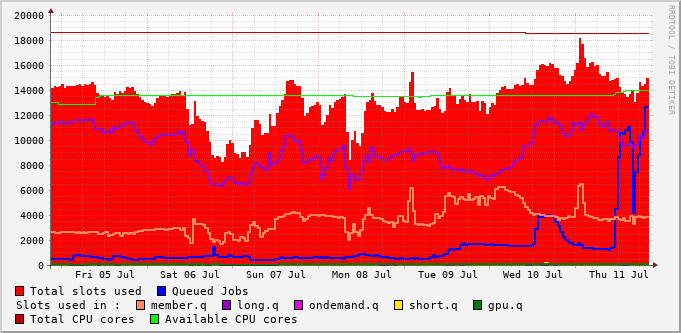 RRDTOOL / TOBI OETIKER
20000
18000
16000
14000
12000
10000
8000
6000
4000
2000
0
Fri 05 Jul Sat 06 Jul Sun 07 Jul Mon 08 Jul Tue 09 Jul Wed 10 Jul Thu 11 Jul
Total slots used Queued Jobs
Slots used in : member.q long.q ondemand.q short.q gpu.q
Total CPU cores Available CPU cores